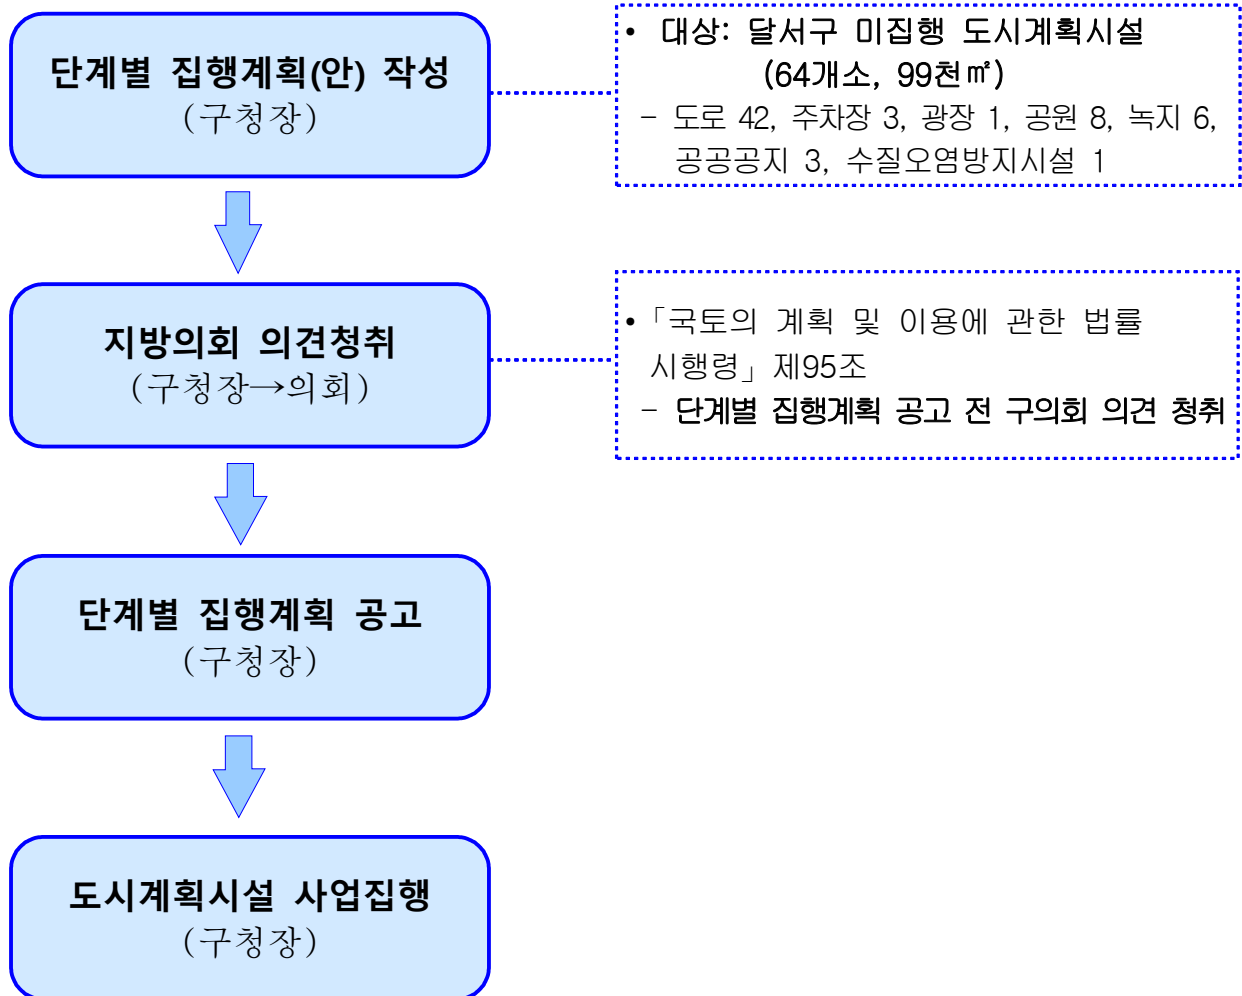 단계별 집행계획(안) 작성
(구청장)
• 대상: 달서구 미집행 도시계획시설
(64개소, 99천㎡)
- 도로 42, 주차장 3, 광장 1, 공원 8, 녹지 6,
공공공지 3, 수질오염방지시설 1
지방의회 의견청취
(구청장→의회)
•「국토의 계획 및 이용에 관한 법률
시행령」제95조
- 단계별 집행계획 공고 전 구의회 의견 청취
단계별 집행계획 공고
(구청장)
도시계획시설 사업집행
(구청장)